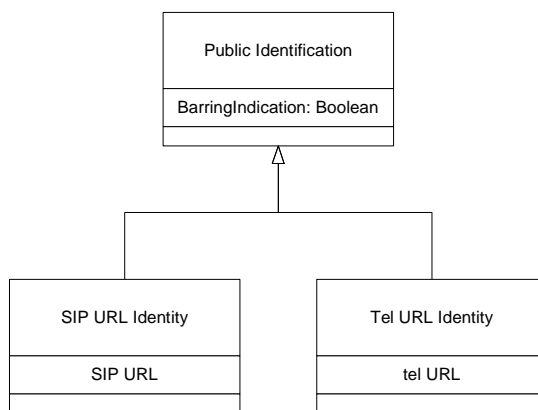 Public Identification
BarringIndication: Boolean
SIP URL Identity
SIP URL
Tel URL Identity
tel URL